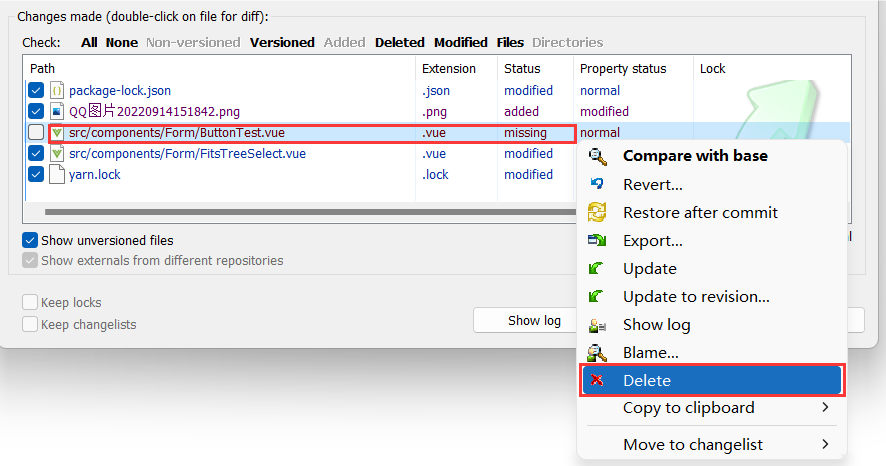 Changes made (double-click on file for diff):
Check: All None Non-versioned Versioned Added Deleted Modified Files Directories
Path Extension Status Property status Lock
package-lock.json .json modified normal
QQ图片20220914151842.png .png added modified
src/components/Form/ButtonTest.vue .vue missing normal
src/components/Form/FitsTreeSelect.vue .vue modified
yarn.lock .lock modified
Compare with base
Revert...
Restore after commit
Export...
Update
Update to revision...
Show log
Blame...
Delete
Copy to clipboard
Move to changelist
Show unversioned files
Show externals from different repositories
Keep locks
Keep changelists
Show log